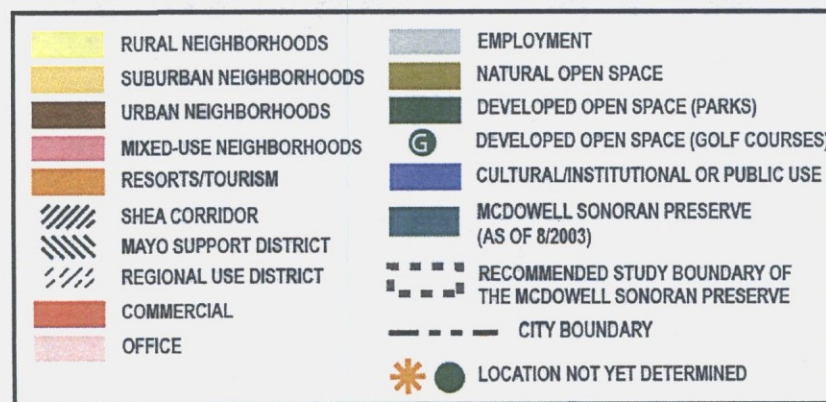 RURAL NEIGHBORHOODS
SUBURBAN NEIGHBORHOODS
URBAN NEIGHBORHOODS
MIXED-USE NEIGHBORHOODS
RESORTS/TOURISM
SHEA CORRIDOR
MAYO SUPPORT DISTRICT
REGIONAL USE DISTRICT
COMMERCIAL
OFFICE
EMPLOYMENT
NATURAL OPEN SPACE
DEVELOPED OPEN SPACE (PARKS)
G DEVELOPED OPEN SPACE (GOLF COURSES)
CULTURAL/INSTITUTIONAL OR PUBLIC USE
MCDOWELL SONORAN PRESERVE
(AS OF 8/2003)
RECOMMENDED STUDY BOUNDARY OF
THE MCDOWELL SONORAN PRESERVE
CITY BOUNDARY
LOCATION NOT YET DETERMINED